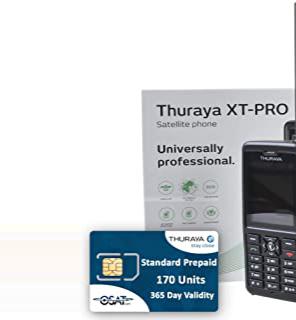 Thuraya XT-PRO
Satellite phone
Universally
professional.
THURAYA
THURAYA
stay close
Standard Prepaid
170 Units
OSAT
365 Day Validity